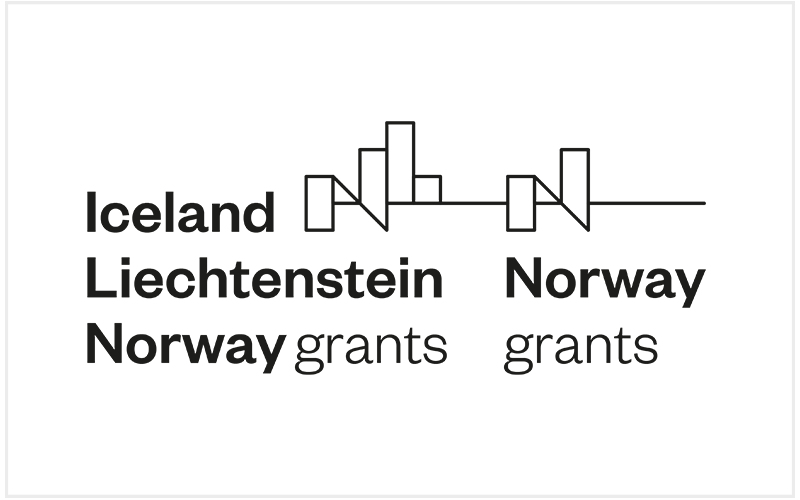 Iceland
Liechtenstein
Norway grants
Norway
grants